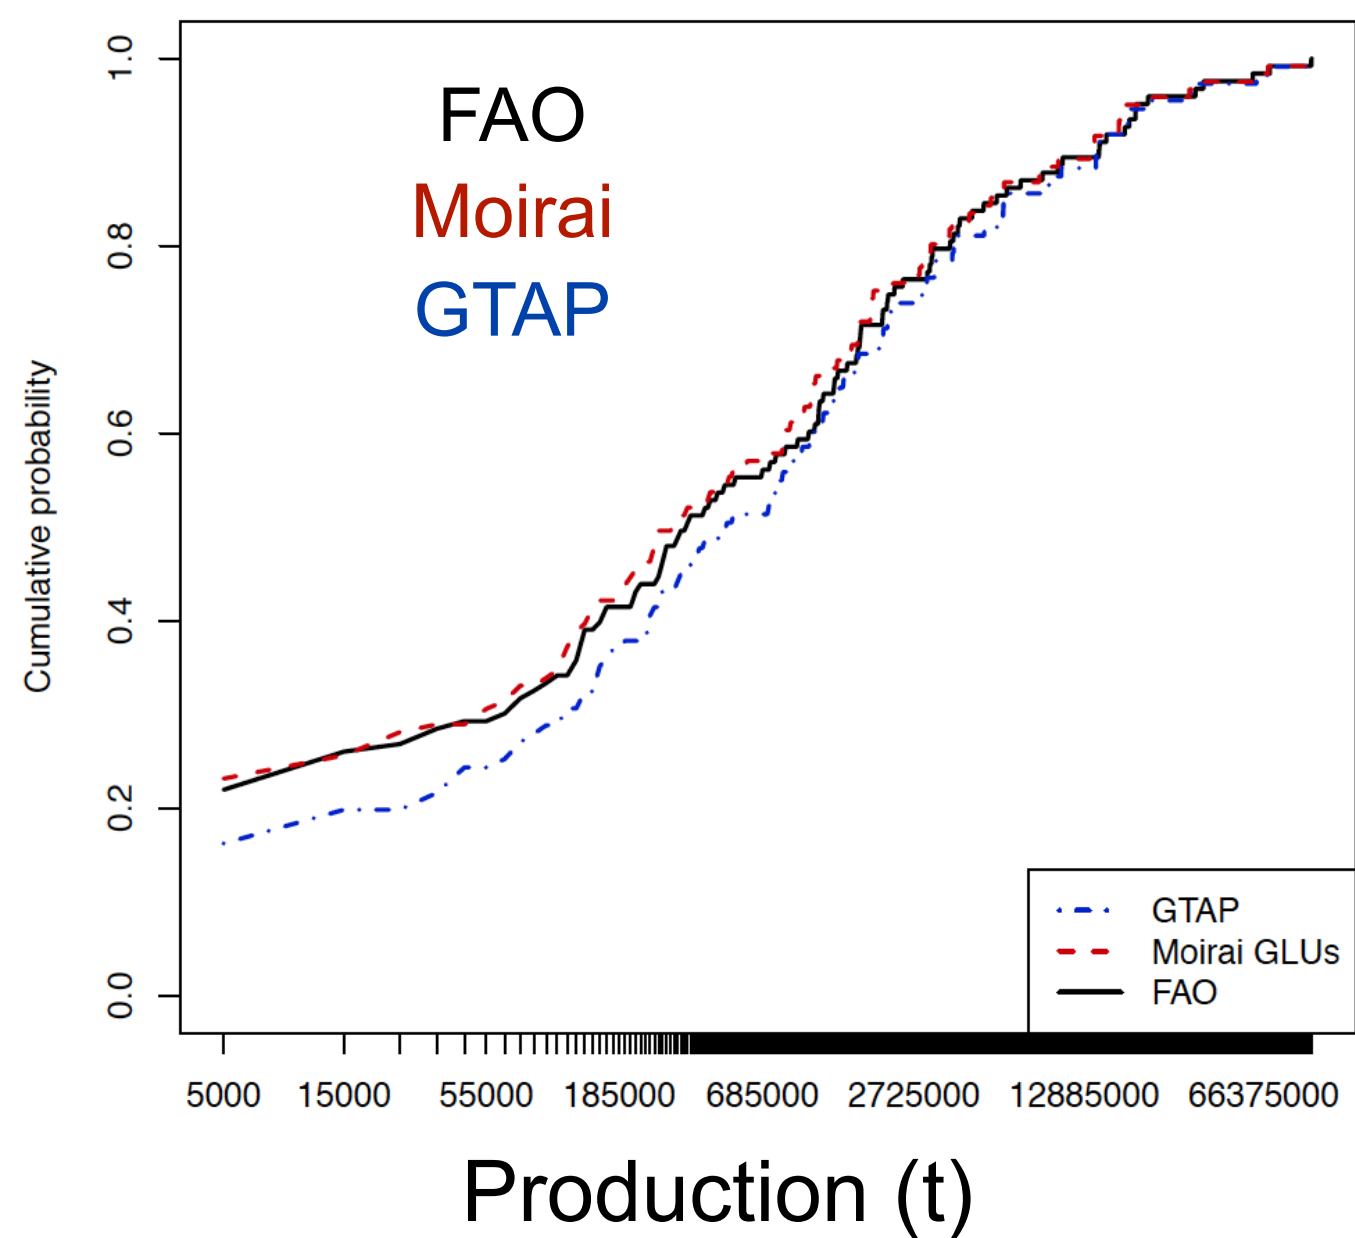 FAO
Moirai
GTAP
Cumulative probability
1.0
0.8
0.6
0.4
0.2
0.0
GTAP
Moirai GLUs
FAO
5000 15000 55000 185000 685000 2725000 12885000 66375000
Production (t)